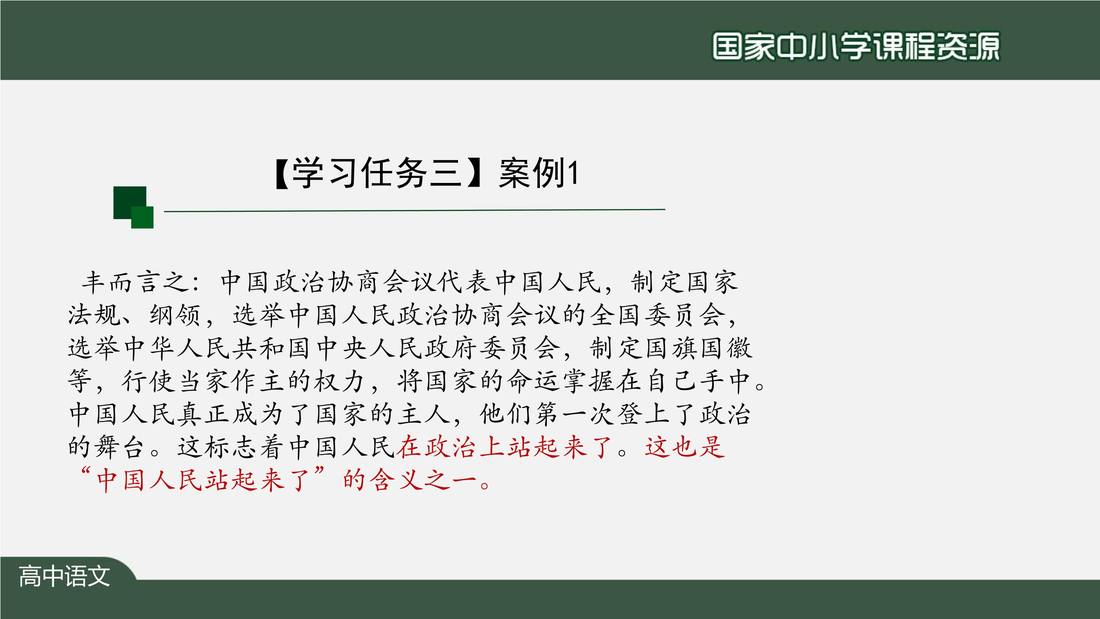 国家中小学课程资源
【学习任务三】案例1
丰而言之：中国政治协商会议代表中国人民，制定国家
法规、纲领，选举中国人民政治协商会议的全国委员会，
选举中华人民共和国中央人民政府委员会，制定国旗国徽
等，行使当家作主的权力，将国家的命运掌握在自己手中。
中国人民真正成为了国家的主人，他们第一次登上了政治
的舞台。这标志着中国人民在政治上站起来了。这也是
“中国人民站起来了”的含义之一。
高中语文